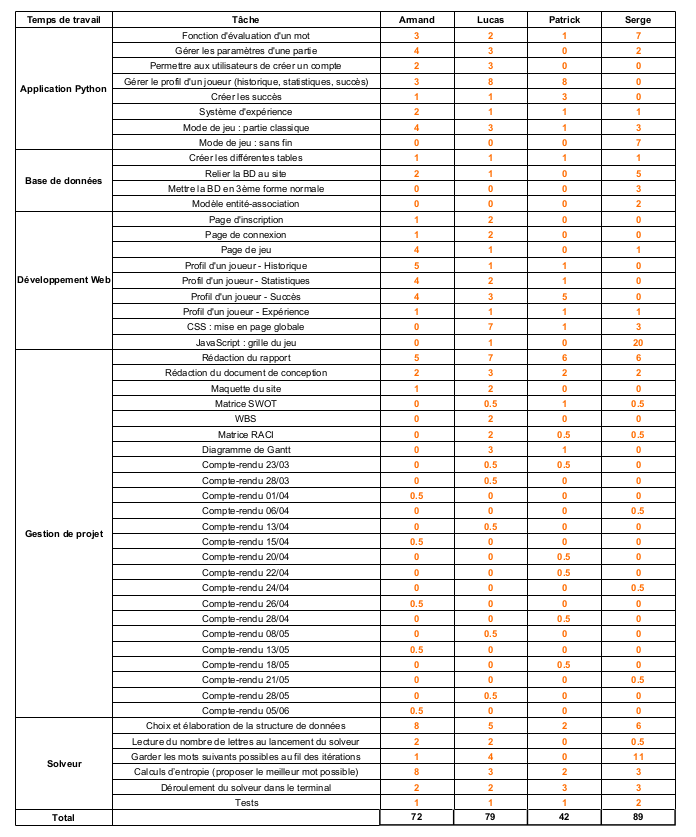 Temps de travail Tâche Armand Lucas Patrick Serge
Application Python
Fonction d'évaluation d'un mot 3 2 1 7
Gérer les paramètres d'une partie 4 3 0 2
Permettre aux utilisateurs de créer un compte 2 3 0 0
Gérer le profil d'un joueur (historique, statistiques, succès) 3 8 8 0
Créer les succès 1 1 3 0
Système d'expérience 2 1 1 1
Mode de jeu : partie classique 4 3 1 3
Mode de jeu : sans fin 0 0 0 7
Base de données
Créer les différentes tables 1 1 1 1
Relier la BD au site 2 1 0 5
Mettre la BD en 3ème forme normale 0 0 0 3
Modèle entité-association 0 0 0 2
Développement Web
Page d'inscription 1 2 0 0
Page de connexion 1 2 0 0
Page de jeu 4 1 0 1
Profil d'un joueur - Historique 5 1 1 0
Profil d'un joueur - Statistiques 4 2 1 0
Profil d'un joueur - Succès 4 3 5 0
Profil d'un joueur - Expérience 1 1 1 1
CSS : mise en page globale 0 7 1 3
JavaScript : grille du jeu 0 1 0 20
Gestion de projet
Rédaction du rapport 5 7 6 6
Rédaction du document de conception 2 3 2 2
Maquette du site 1 2 0 0
Matrice SWOT 0 0.5 1 0.5
WBS 0 2 0 0
Matrice RACI 0 2 0.5 0.5
Diagramme de Gantt 0 3 1 0
Compte-rendu 23/03 0 0.5 0.5 0
Compte-rendu 28/03 0 0.5 0 0
Compte-rendu 01/04 0.5 0 0 0
Compte-rendu 06/04 0 0 0 0.5
Compte-rendu 13/04 0 0.5 0 0
Compte-rendu 15/04 0.5 0 0 0
Compte-rendu 20/04 0 0 0.5 0
Compte-rendu 22/04 0 0 0.5 0
Compte-rendu 24/04 0 0 0 0.5
Compte-rendu 26/04 0.5 0 0 0
Compte-rendu 28/04 0 0 0.5 0
Compte-rendu 08/05 0 0.5 0 0
Compte-rendu 13/05 0.5 0 0 0
Compte-rendu 18/05 0 0 0.5 0
Compte-rendu 21/05 0 0 0 0.5
Compte-rendu 28/05 0 0.5 0 0
Compte-rendu 05/06 0.5 0 0 0
Solveur
Choix et élaboration de la structure de données 8 5 2 6
Lecture du nombre de lettres au lancement du solveur 2 2 0 0.5
Garder les mots suivants possibles au fil des itérations 1 4 0 11
Calculs d'entropie (proposer le meilleur mot possible) 8 3 2 3
Déroulement du solveur dans le terminal 2 2 3 3
Tests 1 1 1 2
Total 72 79 42 89